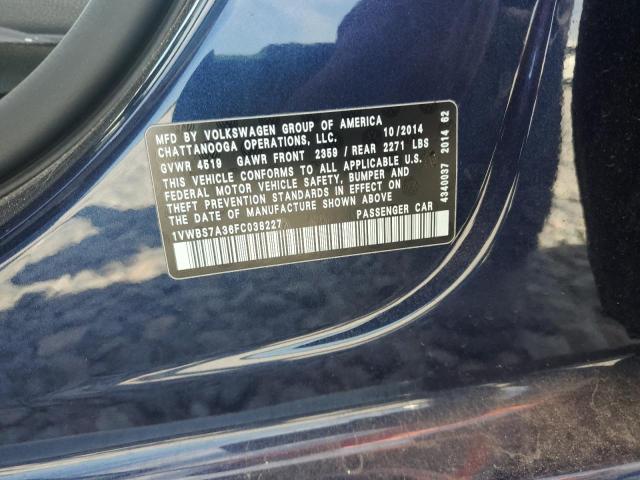 MFD BY VOLKSWAGEN GROUP OF AMERICA
CHATTANOOGA OPERATIONS, LLC. 10/2014
GVWR 4519 GAWR FRONT 2359 / REAR 2271 LBS
THIS VEHICLE CONFORMS TO ALL APPLICABLE U.S.
FEDERAL MOTOR VEHICLE SAFETY, BUMPER AND
THEFT PREVENTION STANDARDS IN EFFECT ON
THE DATE OF MANUFACTURE SHOWN ABOVE
1VWBS7A36FC038227 PASSENGER CAR
4340037 2014 62